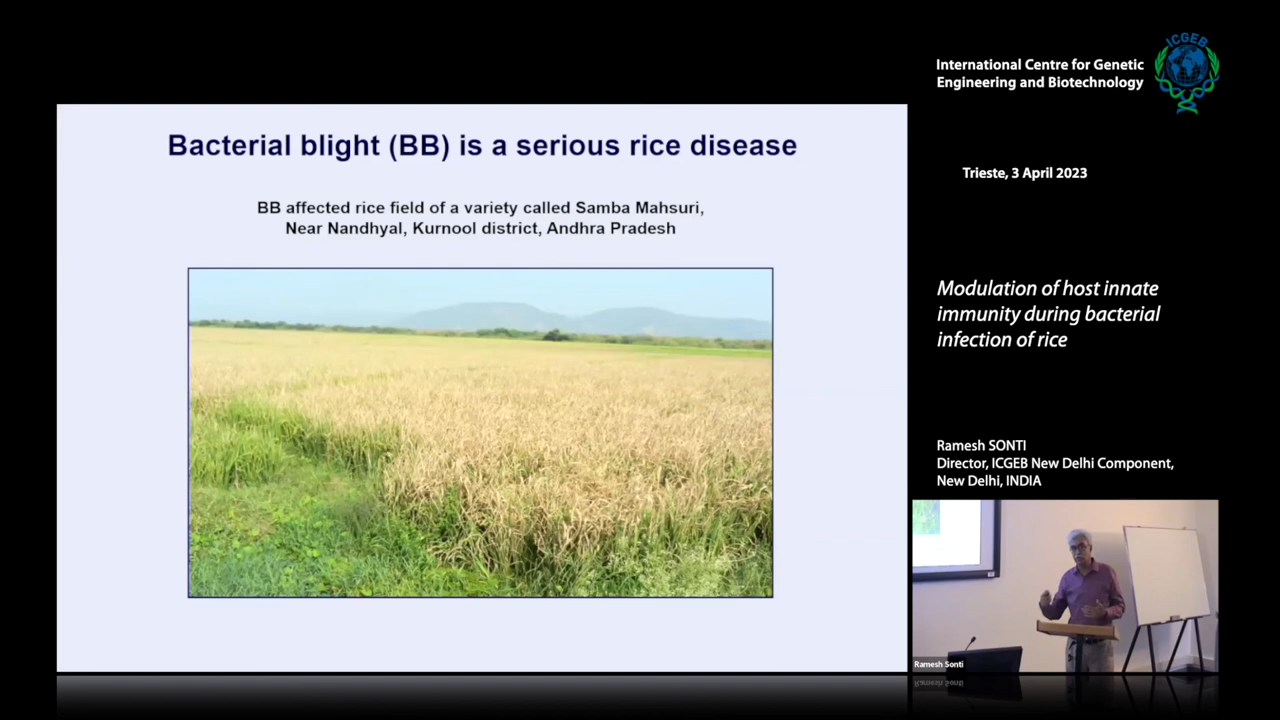 ICGEB
International Centre for Genetic
Engineering and Biotechnology
Bacterial blight (BB) is a serious rice disease
Trieste, 3 April 2023
BB affected rice field of a variety called Samba Mahsuri,
Near Nandhyal, Kurnool district, Andhra Pradesh
Modulation of host innate
immunity during bacterial
infection of rice
Ramesh SONTI
Director, ICGEB New Delhi Component,
New Delhi, INDIA
Ramesh Sonti